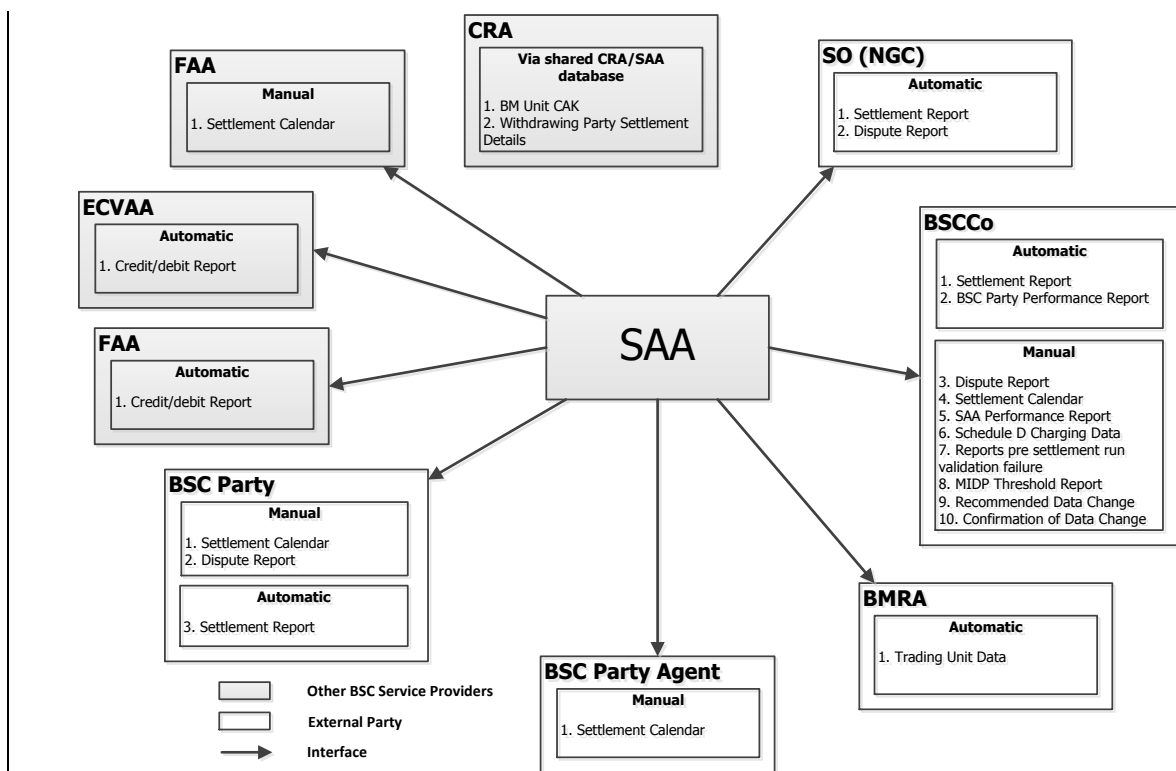 CRA
Via shared CRA/SAA
database
1. BM Unit CAK
2. Withdrawing Party Settlement
Details
FAA
Manual
1. Settlement Calendar
SO (NGC)
Automatic
1. Settlement Report
2. Dispute Report
ECVAA
Automatic
1. Credit/debit Report
BSCCo
Automatic
1. Settlement Report
2. BSC Party Performance Report
Manual
3. Dispute Report
4. Settlement Calendar
5. SAA Performance Report
6. Schedule D Charging Data
7. Reports pre settlement run
validation failure
8. MIDP Threshold Report
9. Recommended Data Change
10. Confirmation of Data Change
SAA
FAA
Automatic
1. Credit/debit Report
BSC Party
Manual
1. Settlement Calendar
2. Dispute Report
Automatic
3. Settlement Report
BMRA
Automatic
1. Trading Unit Data
BSC Party Agent
Manual
1. Settlement Calendar
Other BSC Service Providers
External Party
Interface